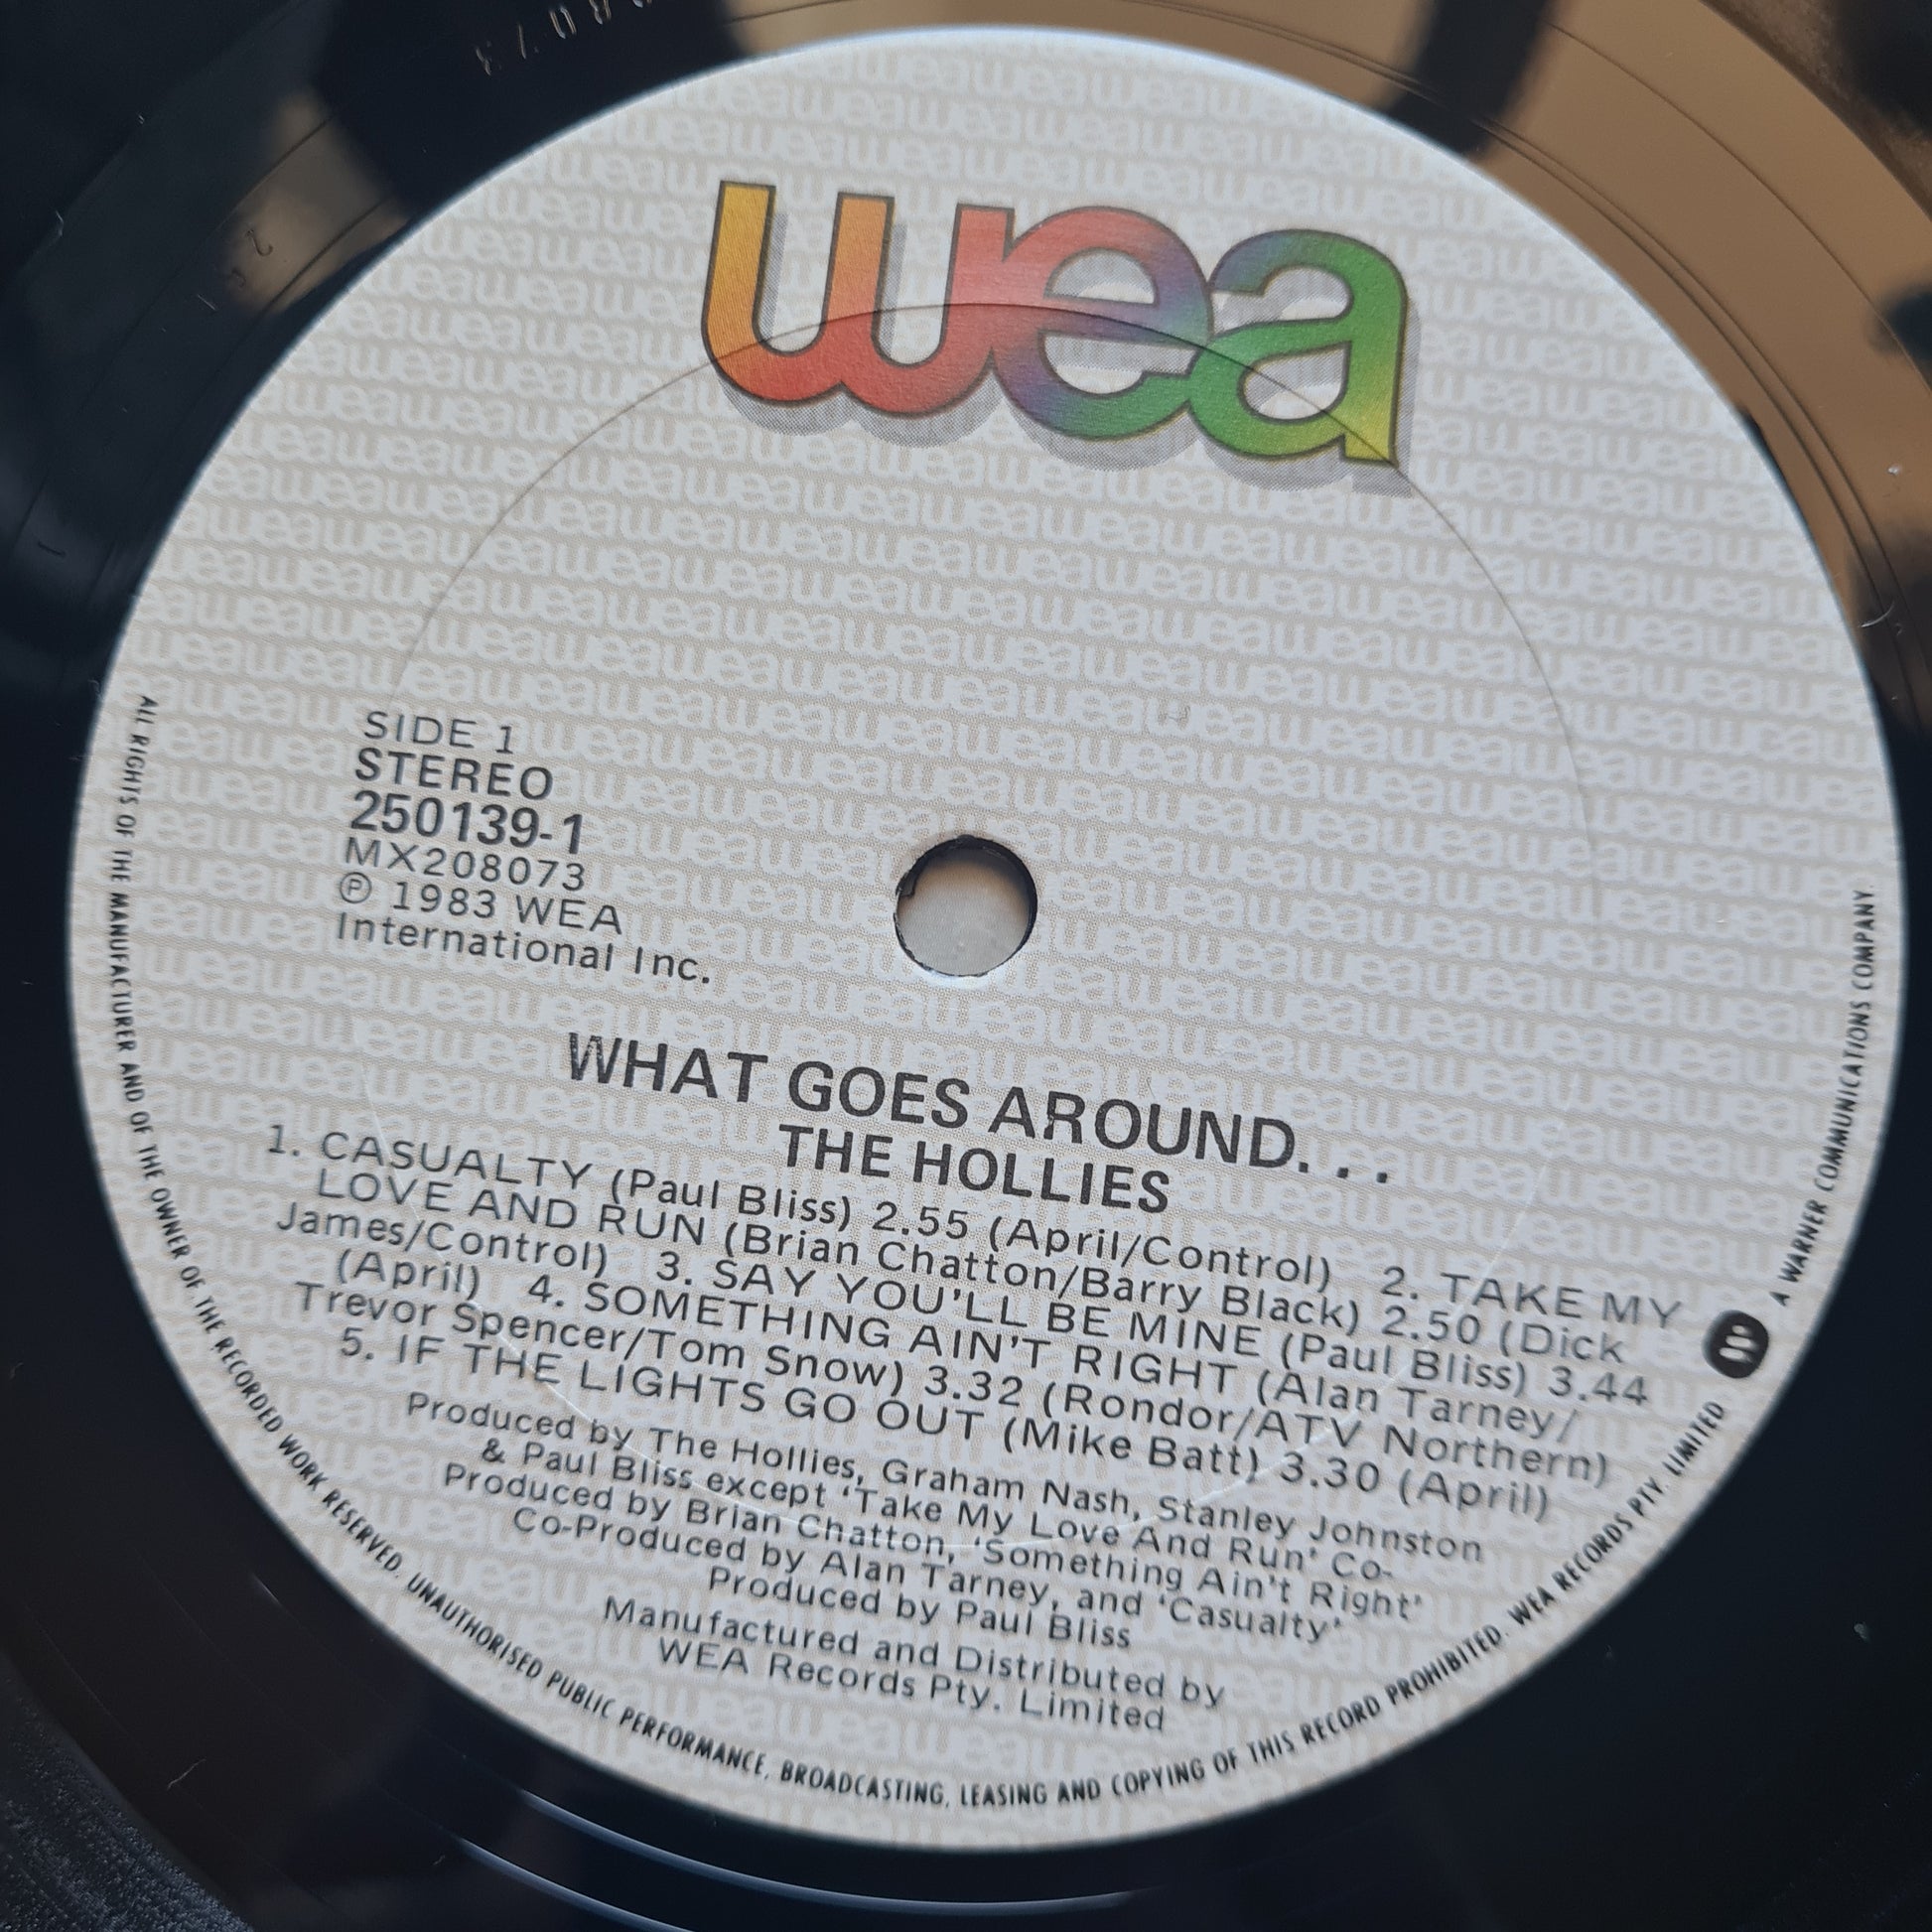 wea
SIDE 1
STEREO
250139-1
MX208073
Ⓟ 1983 WEA
International Inc.
WHAT GOES AROUND. . .
THE HOLLIES
1. CASUALTY (Paul Bliss) 2.55 (April/Control) 2. TAKE MY
LOVE AND RUN (Brian Chatton/Barry Black) 2.50 (Dick
James/Control) 3. SAY YOU'LL BE MINE (Paul Bliss) 3.44
(April) 4. SOMETHING AIN'T RIGHT (Alan Tarney/
Trevor Spencer/Tom Snow) 3.32 (Rondor/ATV Northern)
5. IF THE LIGHTS GO OUT (Mike Batt) 3.30 (April)
Produced by The Hollies, Graham Nash, Stanley Johnston
& Paul Bliss except 'Take My Love And Run' Co-
Produced by Brian Chatton, 'Something Ain't Right'
Co-Produced by Alan Tarney, and 'Casualty'
Produced by Paul Bliss
Manufactured and Distributed by
WEA Records Pty. Limited
ALL RIGHTS OF THE MANUFACTURER AND OF THE OWNER OF THE RECORDED WORK RESERVED. UNAUTHORISED PUBLIC PERFORMANCE, BROADCASTING, LEASING AND COPYING OF THIS RECORD PROHIBITED. WEA RECORDS PTY. LIMITED
A WARNER COMMUNICATIONS COMPANY.